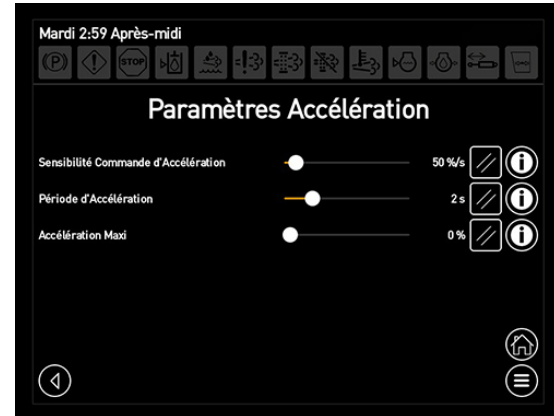 Mardi 2:59 Après-midi
(P) STOP
Paramètres Accélération
Sensibilité Commande d'Accélération 50 %/s
Période d'Accélération 2 s
Accélération Maxi 0 %